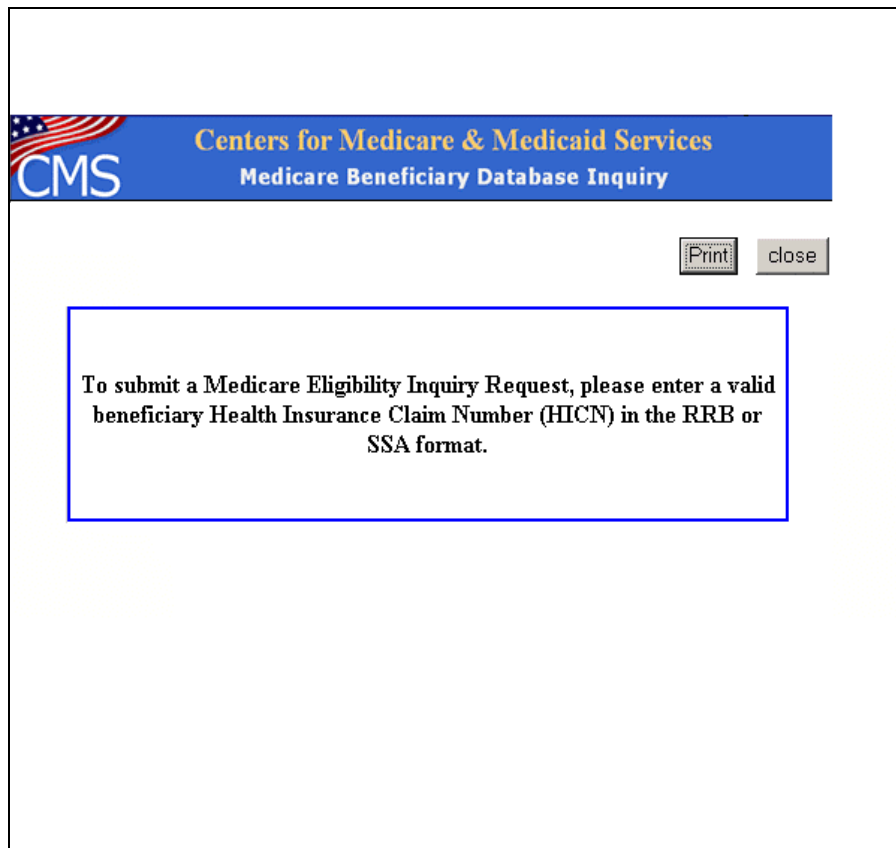 CMS
Centers for Medicare & Medicaid Services
Medicare Beneficiary Database Inquiry
Print close
To submit a Medicare Eligibility Inquiry Request, please enter a valid
beneficiary Health Insurance Claim Number (HICN) in the RRB or
SSA format.